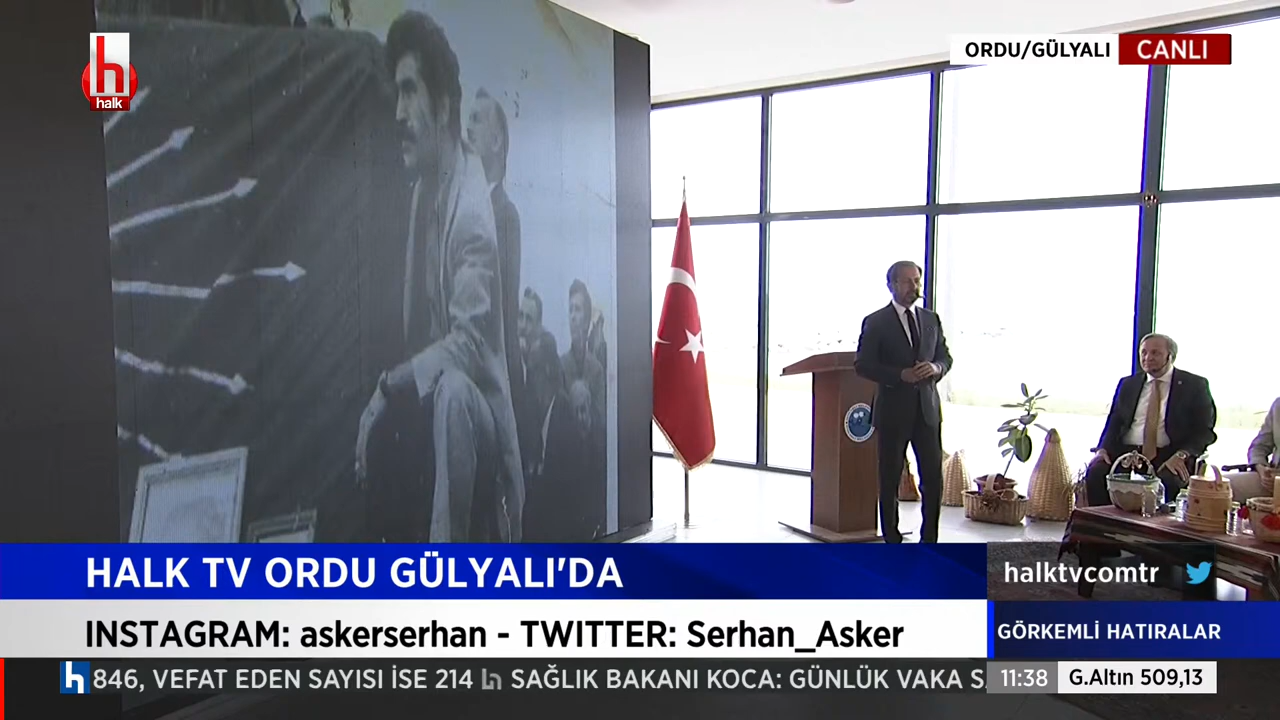 halk
ORDU/GÜLYALI CANLI
HALK TV ORDU GÜLYALI'DA
halktvcomtr
INSTAGRAM: askerserhan - TWITTER: Serhan_Asker
GÖRKEMLİ HATIRALAR
846, VEFAT EDEN SAYISI İSE 214 SAĞLIK BAKANI KOCA: GÜNLÜK VAKA S
11:38 G.Altın 509,13